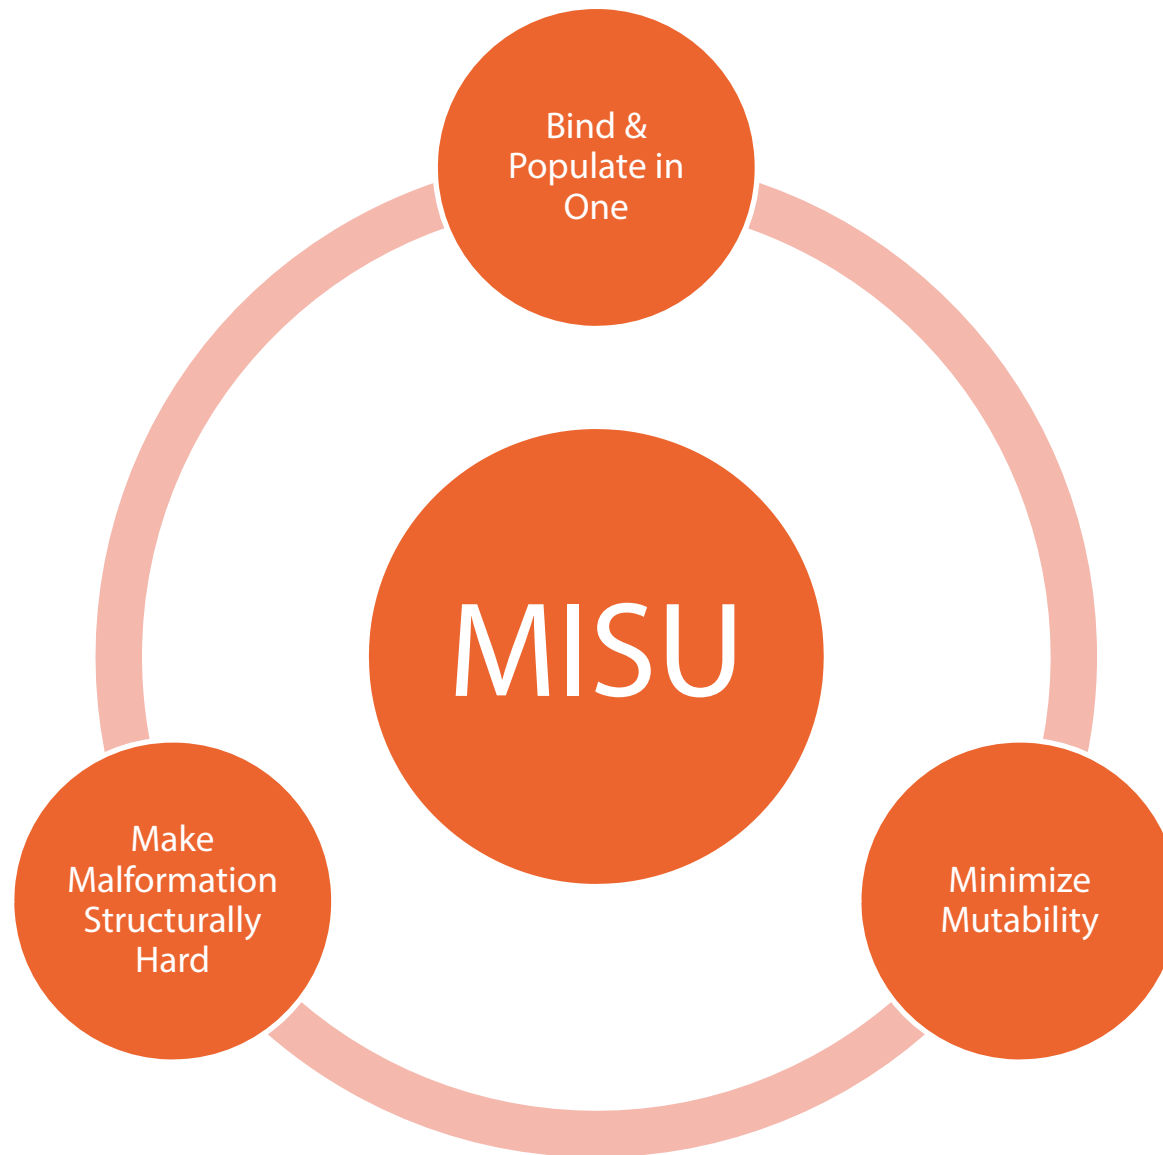 Bind &
Populate in
One
MISU
Make
Malformation
Structurally
Hard
Minimize
Mutability